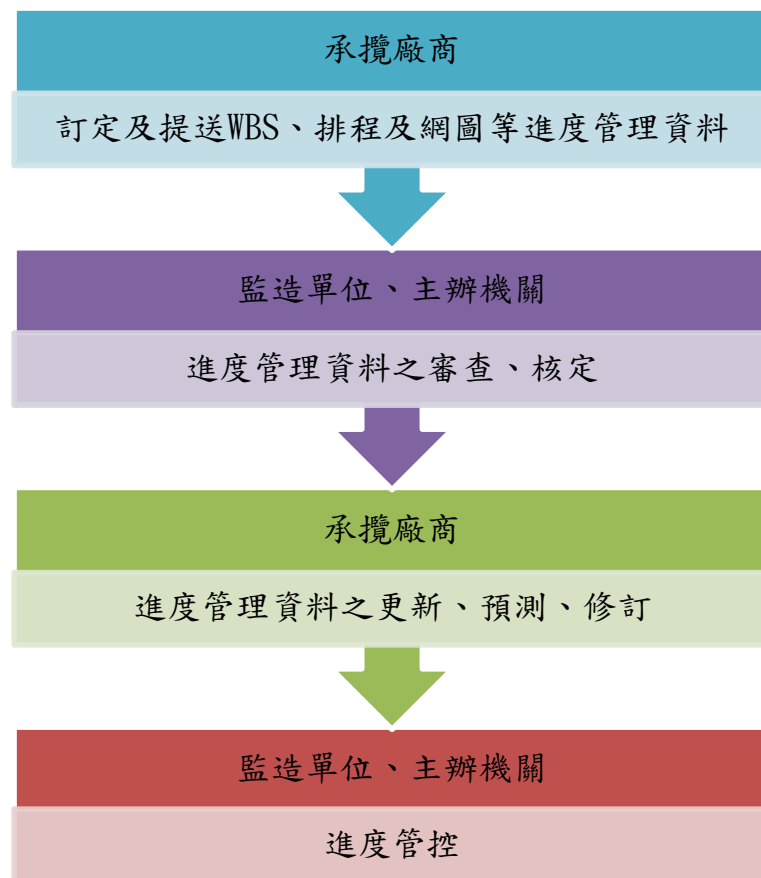 承攬廠商
訂定及提送WBS、排程及網圖等進度管理資料
監造單位、主辦機關
進度管理資料之審查、核定
承攬廠商
進度管理資料之更新、預測、修訂
監造單位、主辦機關
進度管控